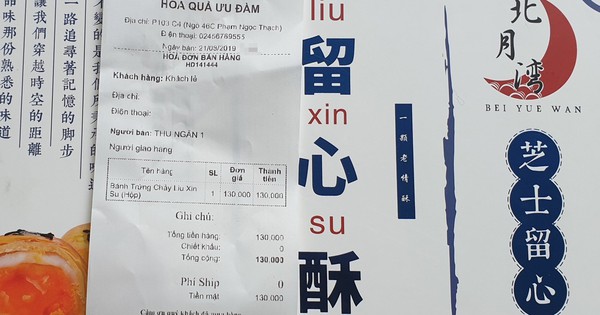 HOA QUẢ ƯU ĐÀM
Địa chỉ: P103 C4 (Ngõ 46C Phạm Ngọc Thạch)
Điện thoại: 02456789555
Ngày bán: 21/05/2019
HOÁ ĐƠN BÁN HÀNG
HD141444
Khách hàng: Khách lẻ
Địa chỉ:
Điện thoại:
Người bán: THU NGÂN 1
Người giao hàng
Tên hàng SL Đơn giá Thành tiền
Bánh Trứng Chảy Liu Xin Su (Hộp) 1 130.000 130.000
Ghi chú:
Tổng tiền hàng: 130.000
Chiết khấu: 0
Tổng cộng: 130.000
Phí Ship 0
Tiền mặt 130.000
liu
留
xin
心
su
酥
一顆老情酥
北月湾
BEI YUE WAN
芝士留心
一路追尋著記憶的脚步
讓我們穿越時空的距離
品味那份熟悉的味道